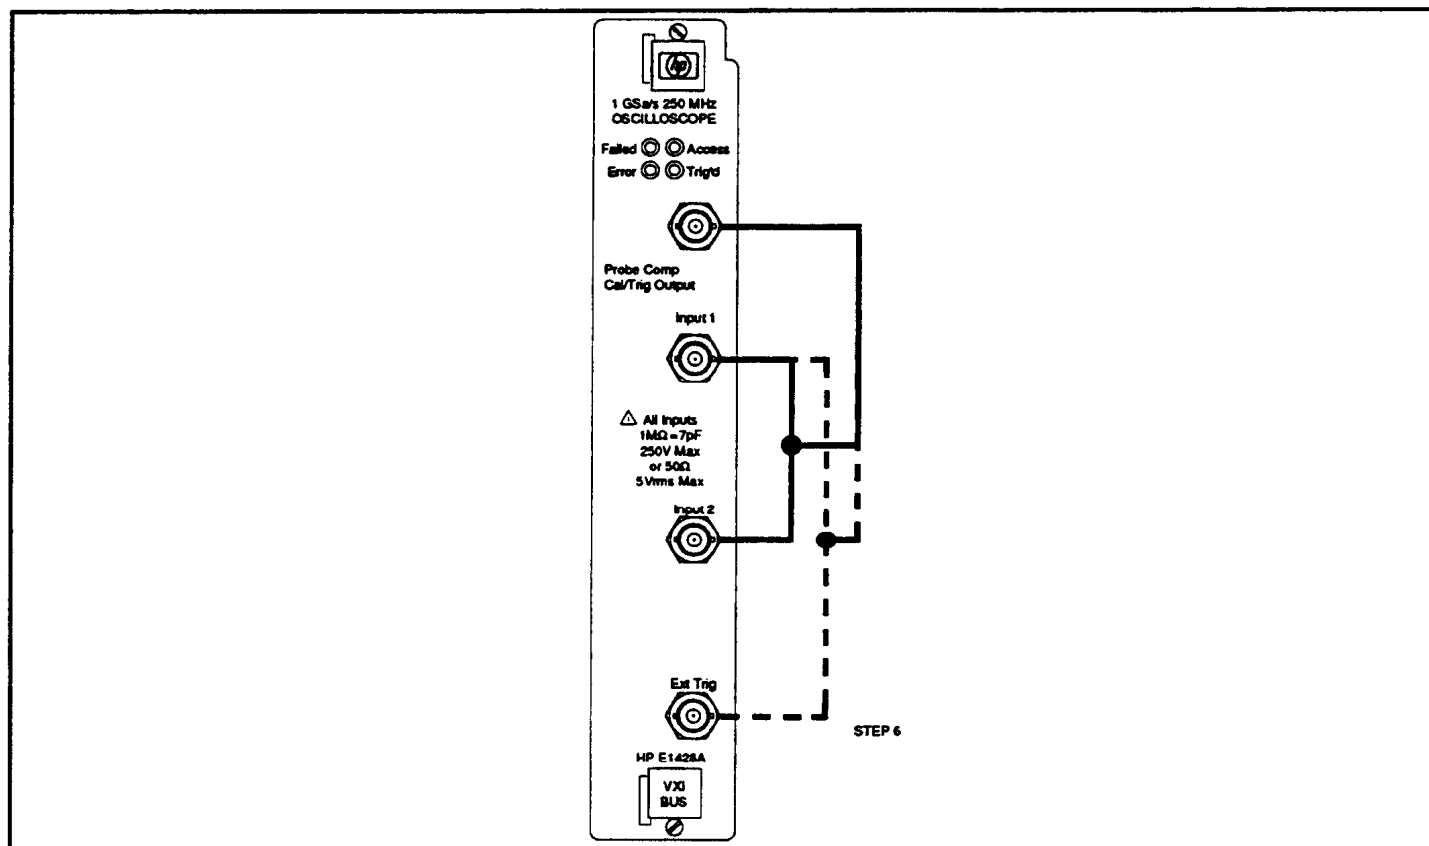 hp
1 GSa/s 250 MHz
OSCILLOSCOPE
Failed Access
Error Trig'd
Probe Comp
Cal/Trig Output
Input 1
All Inputs
1MΩ=7pF
250V Max
or 50Ω
5Vrms Max
Input 2
Ext Trig
STEP 6
HP E1428A
VXI
BUS